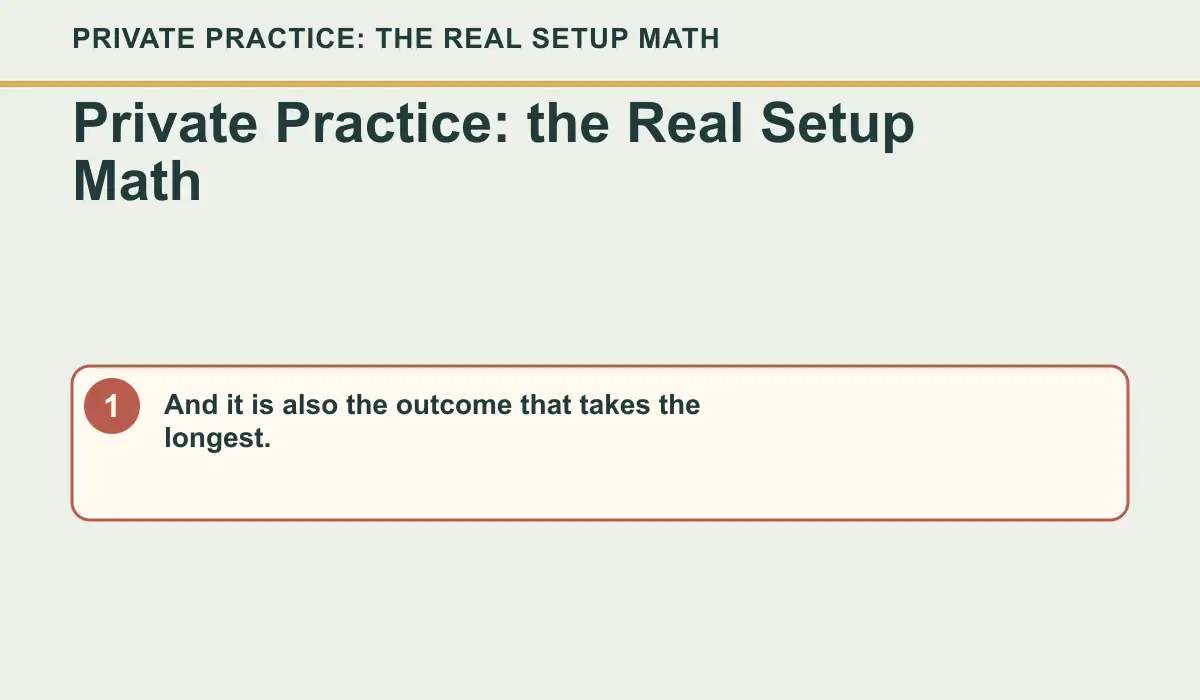 PRIVATE PRACTICE: THE REAL SETUP MATH
Private Practice: the Real Setup
Math
1
And it is also the outcome that takes the
longest.